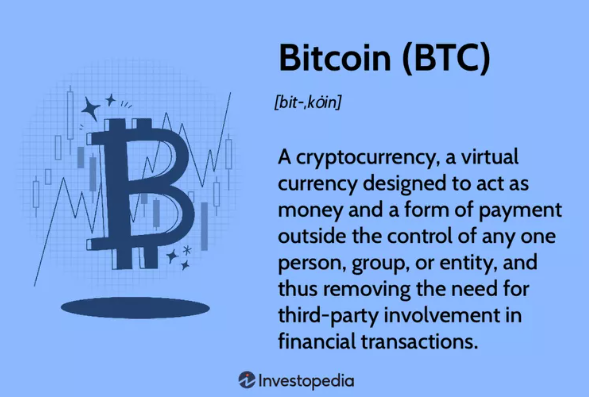 Bitcoin (BTC)
[bit-ˌkȯin]
A cryptocurrency, a virtual
currency designed to act as
money and a form of payment
outside the control of any one
person, group, or entity, and
thus removing the need for
third-party involvement in
financial transactions.
Investopedia